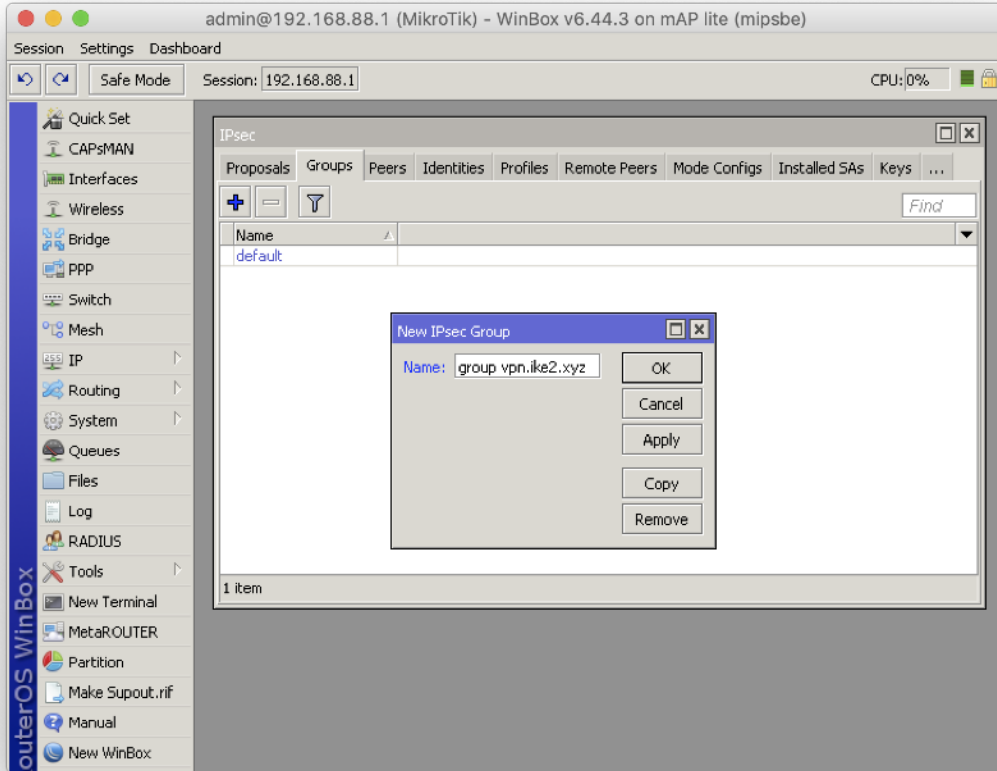 admin@192.168.88.1 (MikroTik) - WinBox v6.44.3 on mAP lite (mipsbe)
Session Settings Dashboard
Safe Mode Session: 192.168.88.1 CPU: 0%
Quick Set
CAPsMAN
Interfaces
Wireless
Bridge
PPP
Switch
Mesh
IP
Routing
System
Queues
Files
Log
RADIUS
Tools
New Terminal
MetaROUTER
Partition
Make Supout.rif
Manual
New WinBox
outerOS WinBox
IPsec
Proposals Groups Peers Identities Profiles Remote Peers Mode Configs Installed SAs Keys ...
Find
Name
default
New IPsec Group
Name: group vpn.ike2.xyz
OK
Cancel
Apply
Copy
Remove
1 item